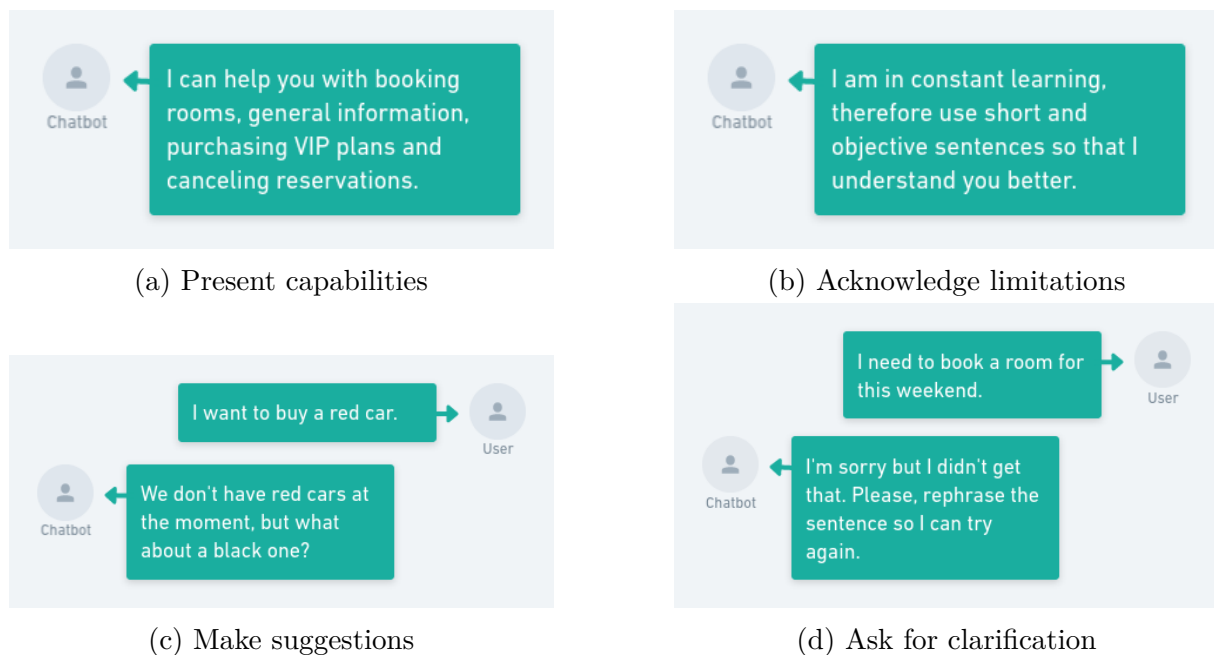 I can help you with booking
rooms, general information,
purchasing VIP plans and
canceling reservations.
Chatbot
(a) Present capabilities
I am in constant learning,
therefore use short and
objective sentences so that I
understand you better.
Chatbot
(b) Acknowledge limitations
I want to buy a red car.
User
We don't have red cars at
the moment, but what
about a black one?
Chatbot
(c) Make suggestions
I need to book a room for
this weekend.
User
I'm sorry but I didn't get
that. Please, rephrase the
sentence so I can try
again.
Chatbot
(d) Ask for clarification